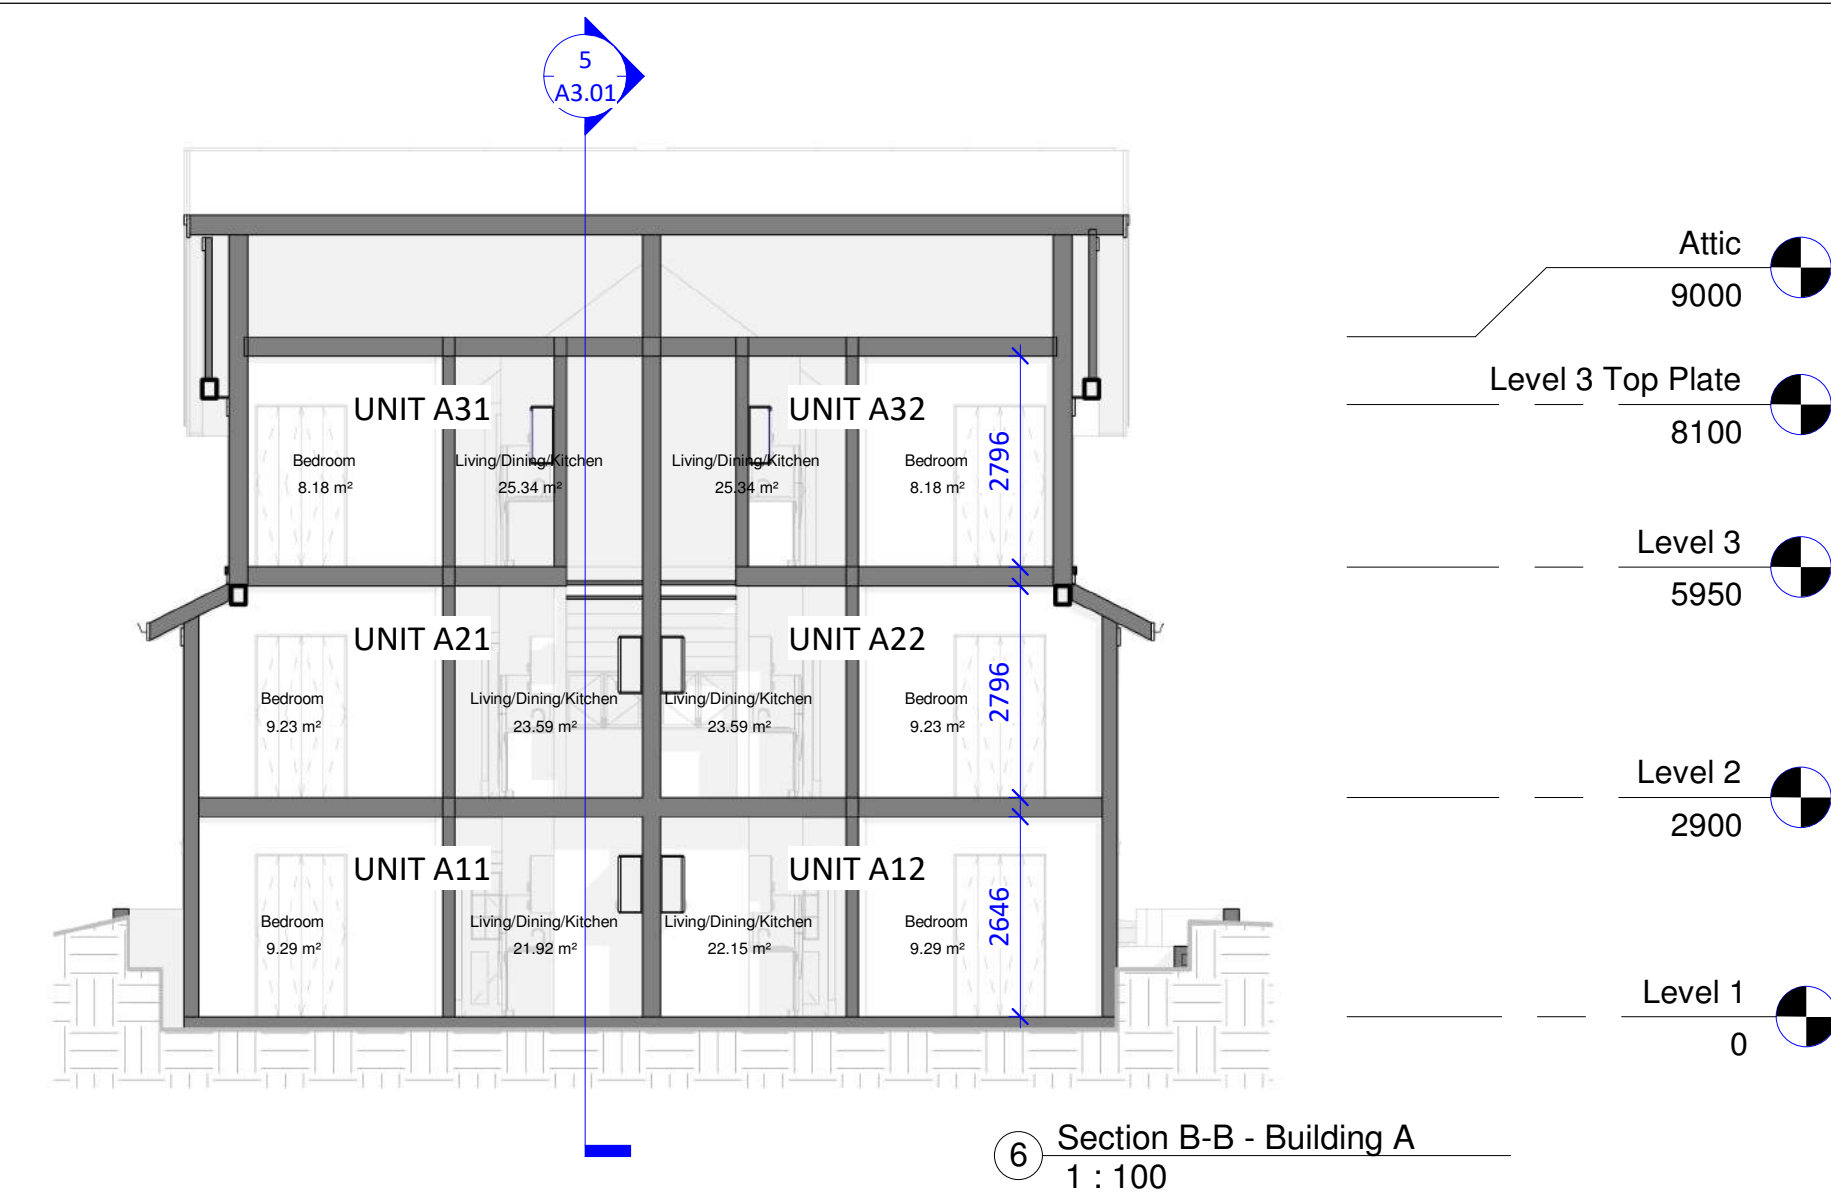 5
A3.01
Attic
9000
Level 3 Top Plate
8100
UNIT A31
UNIT A32
Bedroom
8.18 m²
Living/Dining/Kitchen
25.34 m²
Living/Dining/Kitchen
25.34 m²
Bedroom
8.18 m²
2796
Level 3
5950
UNIT A21
UNIT A22
Bedroom
9.23 m²
Living/Dining/Kitchen
23.59 m²
Living/Dining/Kitchen
23.59 m²
Bedroom
9.23 m²
2796
Level 2
2900
UNIT A11
UNIT A12
Bedroom
9.29 m²
Living/Dining/Kitchen
21.92 m²
Living/Dining/Kitchen
22.15 m²
Bedroom
9.29 m²
2646
Level 1
0
6
Section B-B - Building A
1 : 100